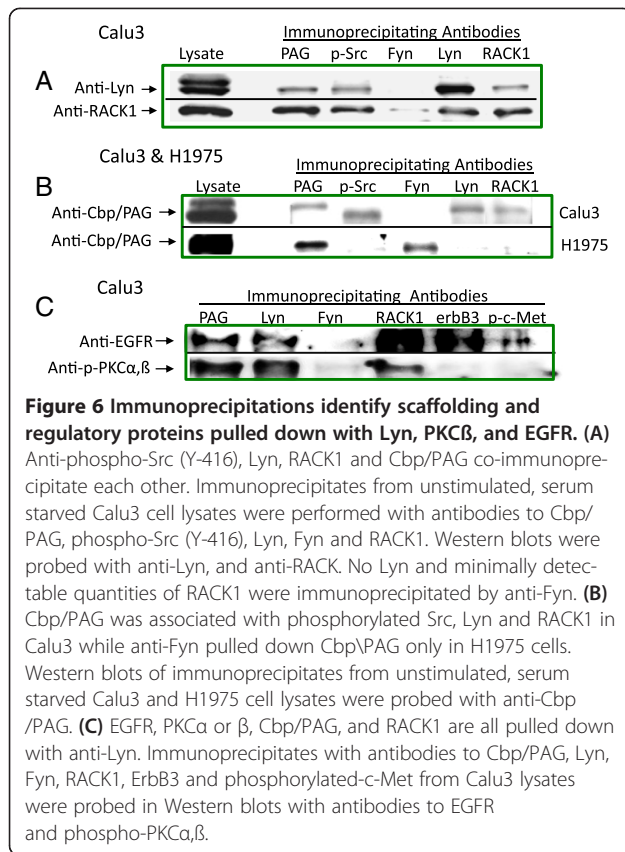 Calu3
Immunoprecipitating Antibodies
Lysate PAG p-Src Fyn Lyn RACK1
A
Anti-Lyn
Anti-RACK1
Calu3 & H1975
Immunoprecipitating Antibodies
Lysate PAG p-Src Fyn Lyn RACK1
B
Anti-Cbp/PAG
Calu3
Anti-Cbp/PAG
H1975
Calu3
C
Immunoprecipitating Antibodies
PAG Lyn Fyn RACK1 erbB3 p-c-Met
Anti-EGFR
Anti-p-PKCα,ß
Figure 6 Immunoprecipitations identify scaffolding and
regulatory proteins pulled down with Lyn, PKCß, and EGFR. (A)
Anti-phospho-Src (Y-416), Lyn, RACK1 and Cbp/PAG co-immunopre-
cipitate each other. Immunoprecipitates from unstimulated, serum
starved Calu3 cell lysates were performed with antibodies to Cbp/
PAG, phospho-Src (Y-416), Lyn, Fyn and RACK1. Western blots were
probed with anti-Lyn, and anti-RACK. No Lyn and minimally detec-
table quantities of RACK1 were immunoprecipitated by anti-Fyn. (B)
Cbp/PAG was associated with phosphorylated Src, Lyn and RACK1 in
Calu3 while anti-Fyn pulled down Cbp\PAG only in H1975 cells.
Western blots of immunoprecipitates from unstimulated, serum
starved Calu3 and H1975 cell lysates were probed with anti-Cbp
/PAG. (C) EGFR, PKCα or β, Cbp/PAG, and RACK1 are all pulled down
with anti-Lyn. Immunoprecipitates with antibodies to Cbp/PAG, Lyn,
Fyn, RACK1, ErbB3 and phosphorylated-c-Met from Calu3 lysates
were probed in Western blots with antibodies to EGFR
and phospho-PKCα,ß.